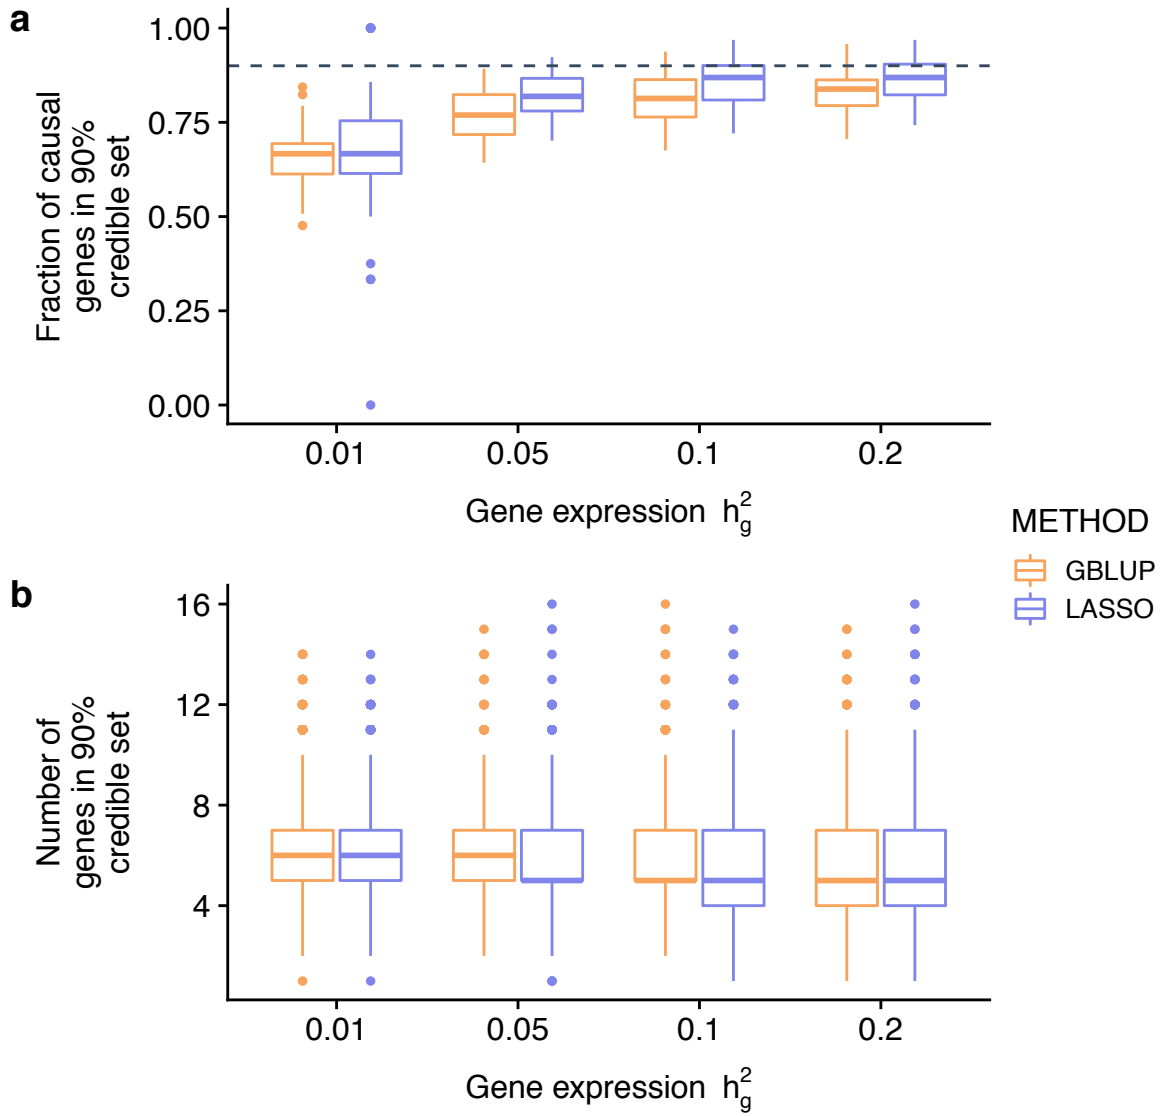 a
Fraction of causal
genes in 90%
credible set
1.00
0.75
0.50
0.25
0.00
0.01 0.05 0.1 0.2
Gene expression h²g
METHOD
GBLUP
LASSO
b
Number of
genes in 90%
credible set
16
12
8
4
0.01 0.05 0.1 0.2
Gene expression h²g